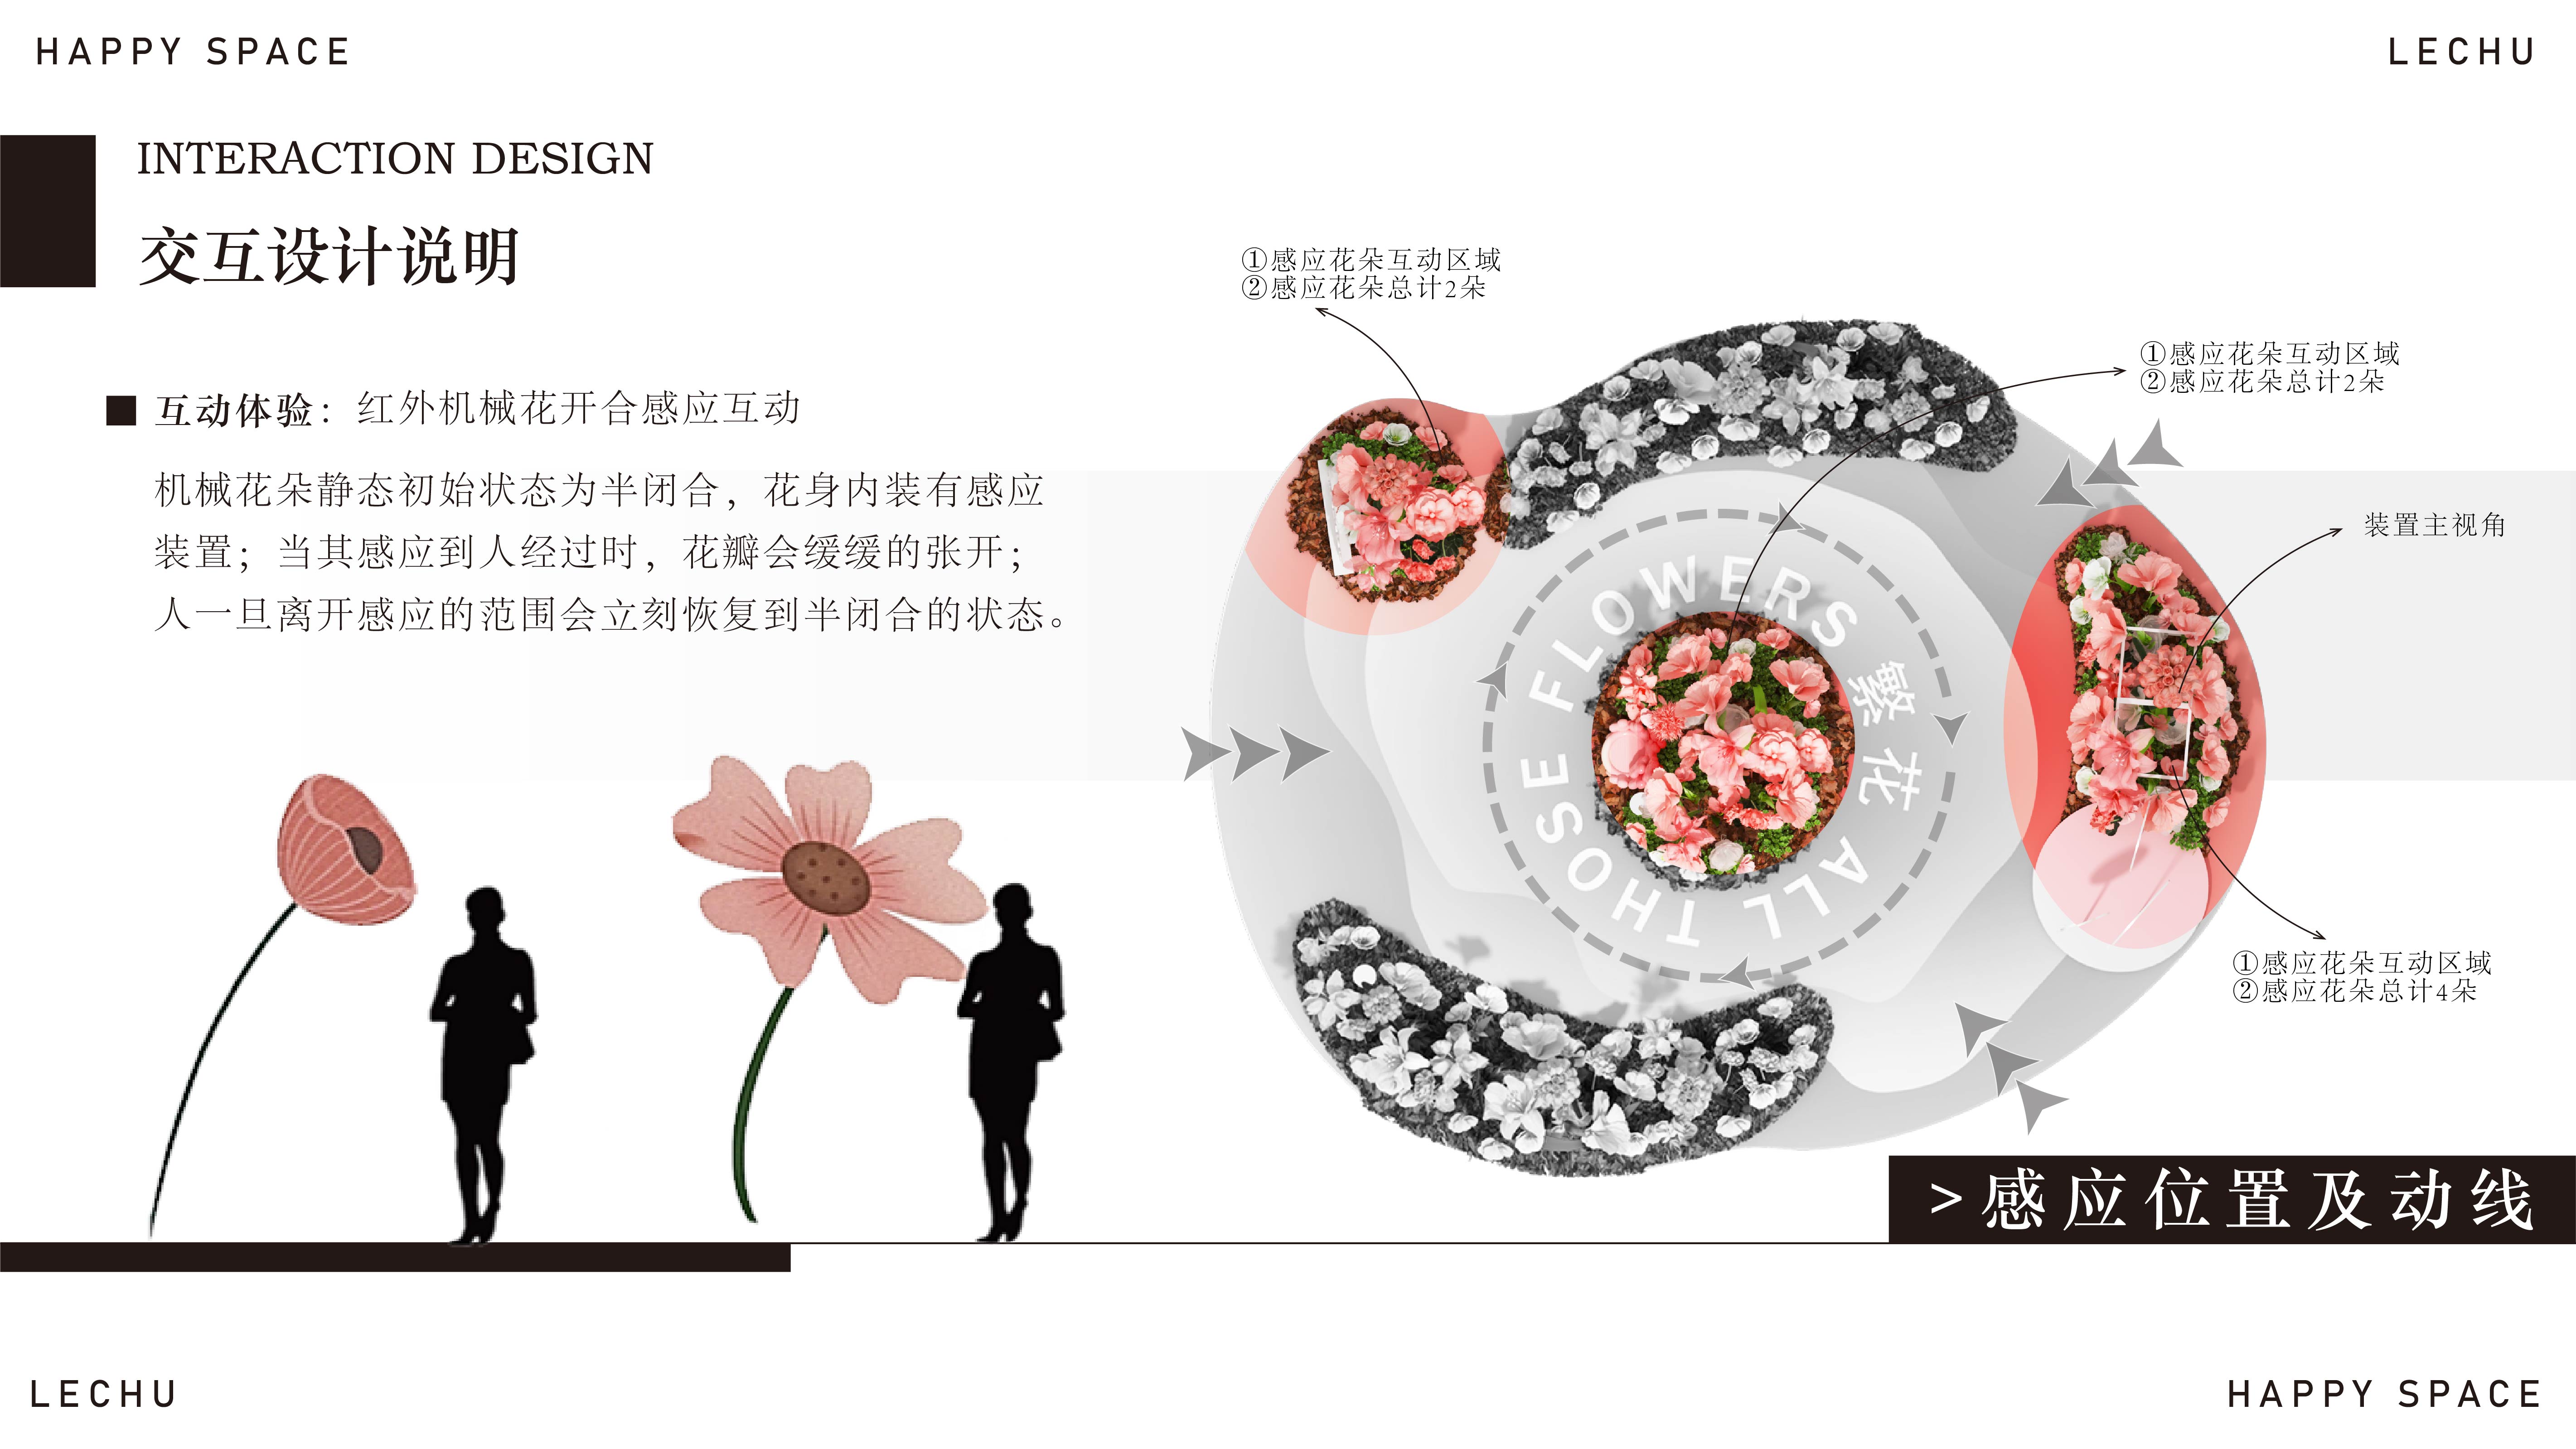 HAPPY SPACE
LECHU
INTERACTION DESIGN
交互设计说明
■ 互动体验：红外机械花开合感应互动
机械花朵静态初始状态为半闭合，花身内装有感应
装置；当其感应到人经过时，花瓣会缓缓的张开；
人一旦离开感应的范围会立刻恢复到半闭合的状态。
①感应花朵互动区域
②感应花朵总计2朵
①感应花朵互动区域
②感应花朵总计2朵
装置主视角
ALL THOSE FLOWERS 繁花
①感应花朵互动区域
②感应花朵总计4朵
>感应位置及动线
LECHU
HAPPY SPACE